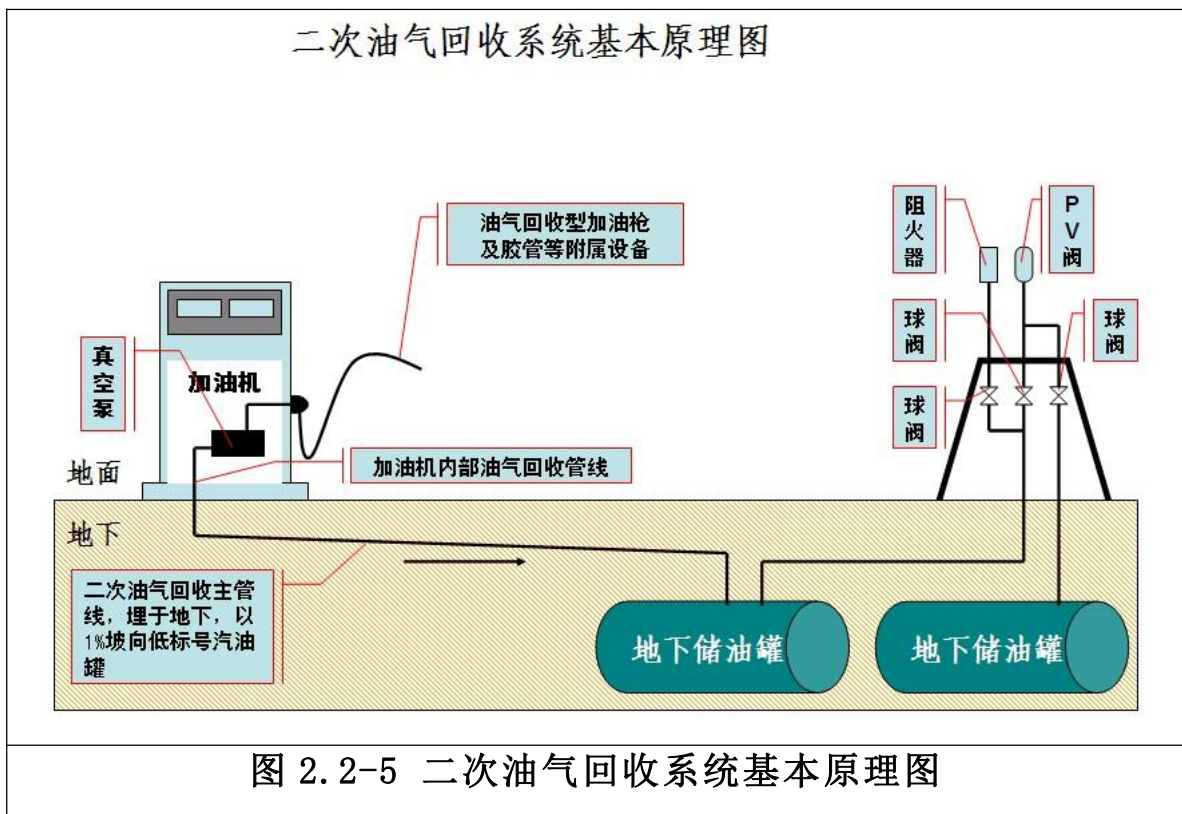 二次油气回收系统基本原理图
油气回收型加油枪
及胶管等附属设备
阻
火
器
P
V
阀
球
阀
球
阀
球
阀
真
空
泵
加油机
加油机内部油气回收管线
地面
地下
二次油气回收主管
线，埋于地下，以
1%坡向低标号汽油
罐
地下储油罐
地下储油罐
图 2.2-5 二次油气回收系统基本原理图